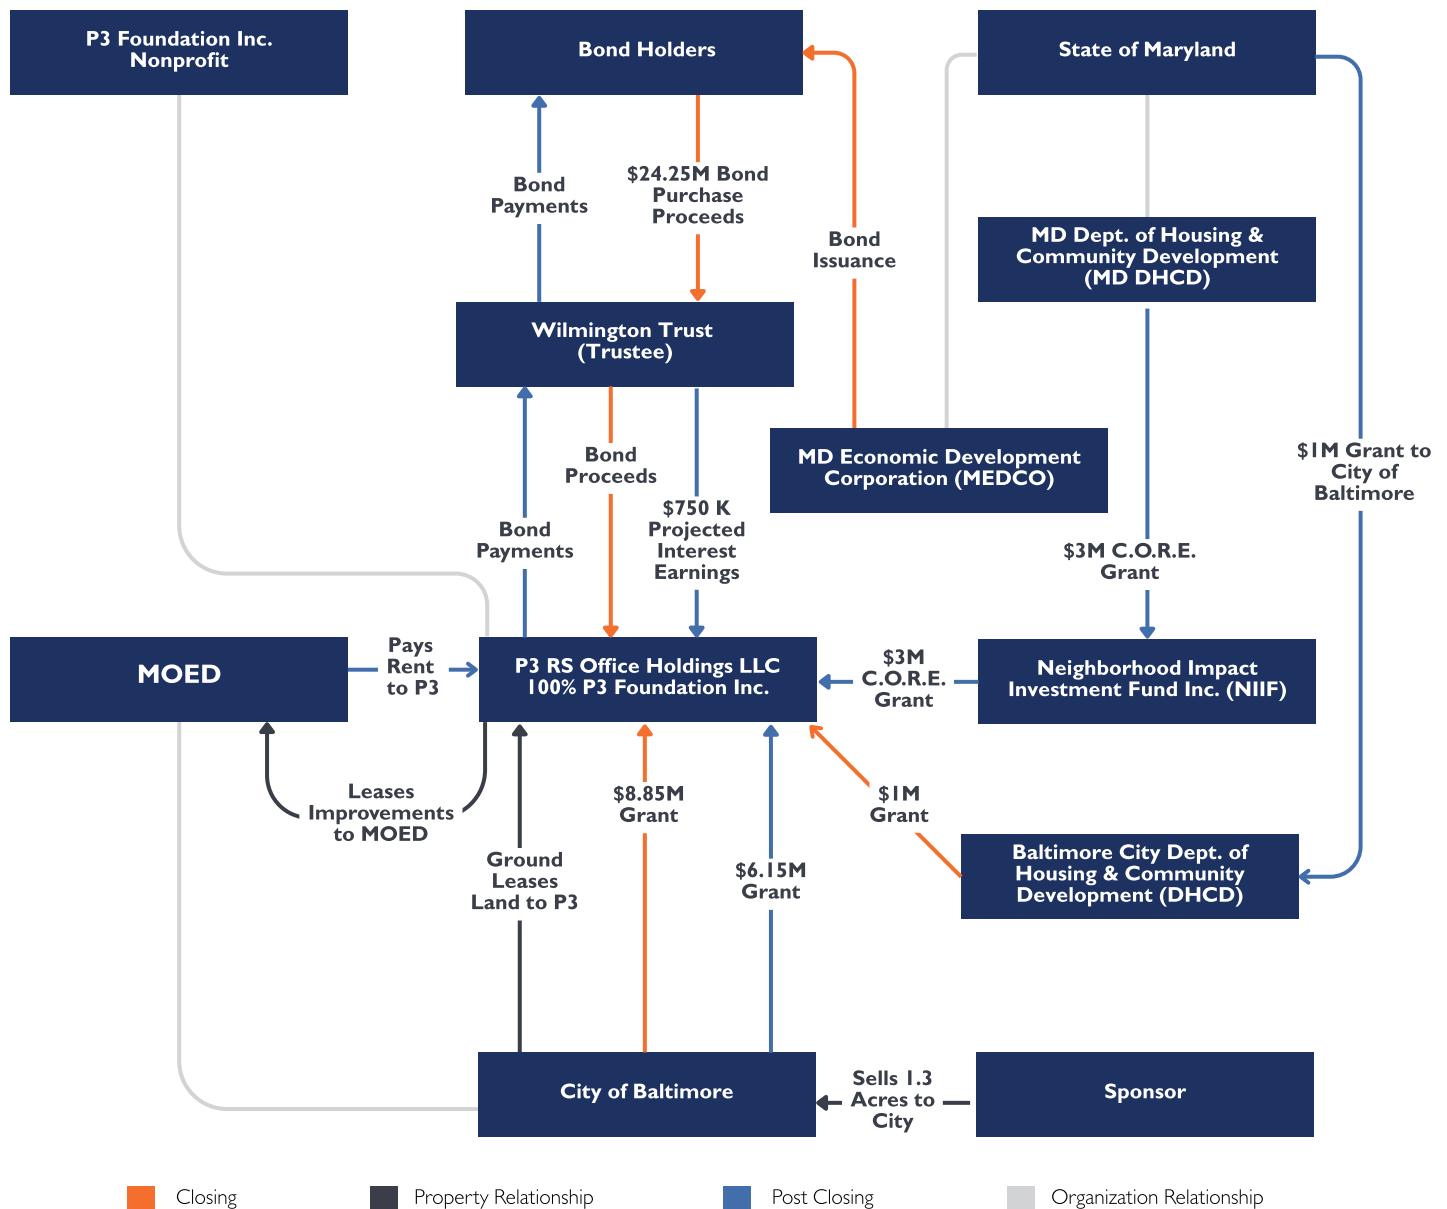 P3 Foundation Inc.
Nonprofit
Bond Holders
State of Maryland
Bond
Payments
$24.25M Bond
Purchase
Proceeds
Bond
Issuance
MD Dept. of Housing &
Community Development
(MD DHCD)
Wilmington Trust
(Trustee)
MD Economic Development
Corporation (MEDCO)
$1M Grant to
City of
Baltimore
Bond
Proceeds
Bond
Payments
$750 K
Projected
Interest
Earnings
$3M C.O.R.E.
Grant
MOED
Pays
Rent
to P3
P3 RS Office Holdings LLC
100% P3 Foundation Inc.
$3M
C.O.R.E.
Grant
Neighborhood Impact
Investment Fund Inc. (NIIF)
Leases
Improvements
to MOED
Ground
Leases
Land to P3
$8.85M
Grant
$6.15M
Grant
$1M
Grant
Baltimore City Dept. of
Housing & Community
Development (DHCD)
City of Baltimore
Sells 1.3
Acres to
City
Sponsor
Closing
Property Relationship
Post Closing
Organization Relationship